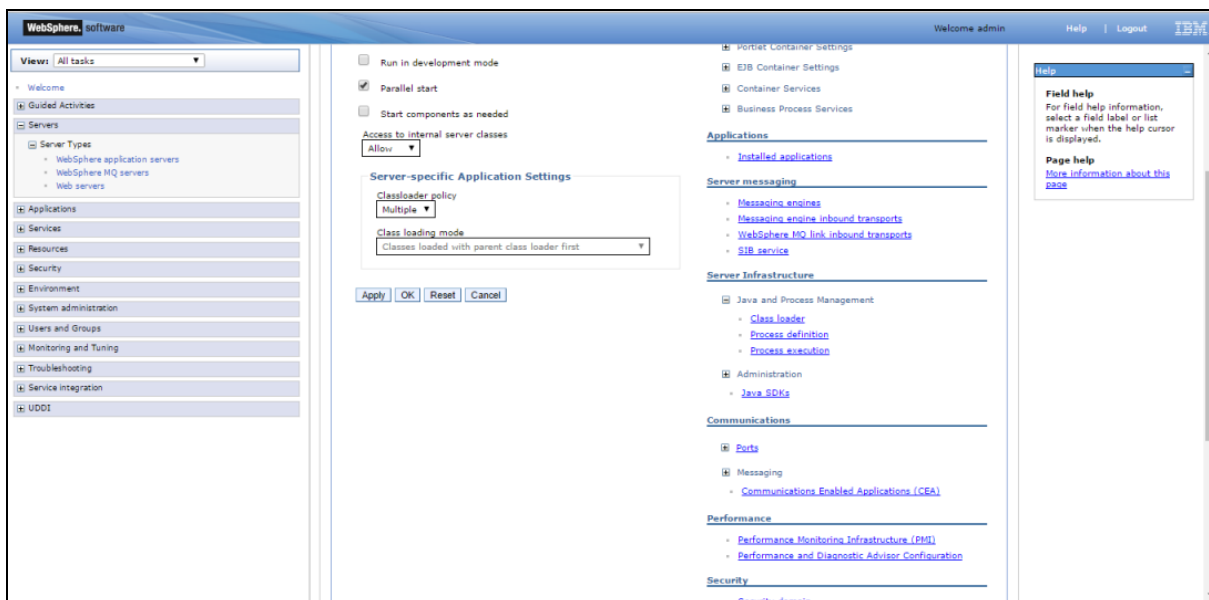 WebSphere. software
Welcome admin
Help | Logout
IBM
View: All tasks
Welcome
Guided Activities
Servers
Server Types
WebSphere application servers
WebSphere MQ servers
Web servers
Applications
Services
Resources
Security
Environment
System administration
Users and Groups
Monitoring and Tuning
Troubleshooting
Service integration
UDDI
Run in development mode
Parallel start
Start components as needed
Access to internal server classes
Allow
Server-specific Application Settings
Classloader policy
Multiple
Class loading mode
Classes loaded with parent class loader first
Apply OK Reset Cancel
Portlet Container Settings
EJB Container Settings
Container Services
Business Process Services
Applications
Installed applications
Server messaging
Messaging engines
Messaging engine inbound transports
WebSphere MQ link inbound transports
SIB service
Server Infrastructure
Java and Process Management
Class loader
Process definition
Process execution
Administration
Java SDKs
Communications
Ports
Messaging
Communications Enabled Applications (CEA)
Performance
Performance Monitoring Infrastructure (PMI)
Performance and Diagnostic Advisor Configuration
Security
Security domain
Help
Field help
For field help information,
select a field label or list
marker when the help cursor
is displayed.
Page help
More information about this
page